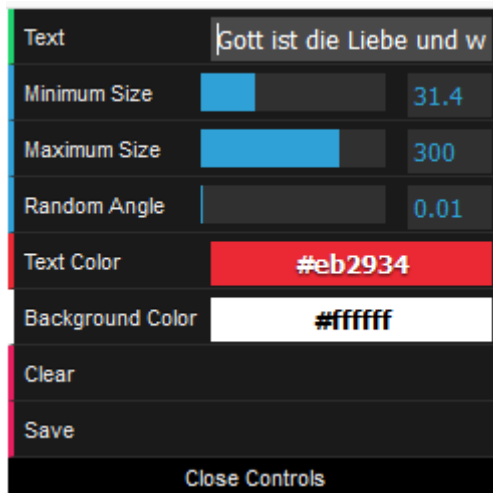 Text Gott ist die Liebe und w
Minimum Size 31.4
Maximum Size 300
Random Angle 0.01
Text Color #eb2934
Background Color #ffffff
Clear
Save
Close Controls